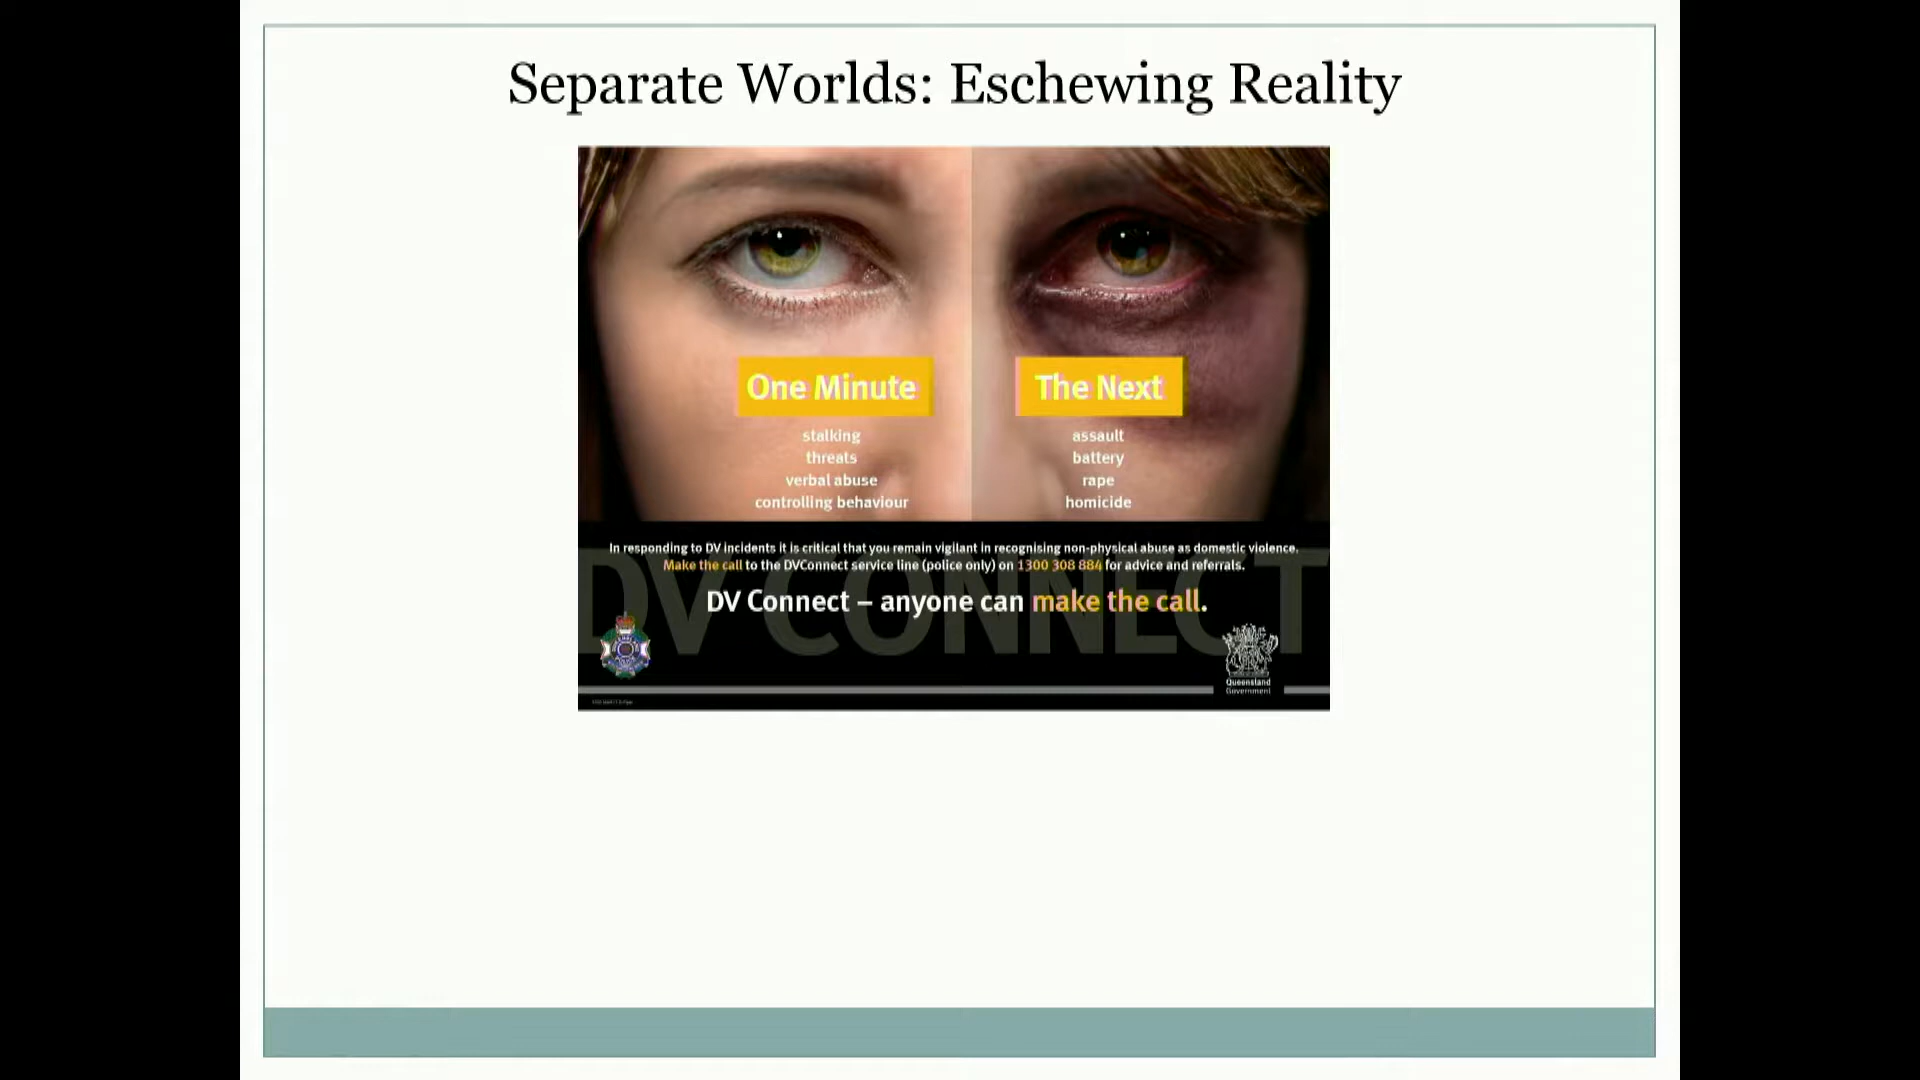 Separate Worlds: Eschewing Reality
One Minute
The Next
stalking
threats
verbal abuse
controlling behaviour
assault
battery
rape
homicide
In responding to DV incidents it is critical that you remain vigilant in recognising non-physical abuse as domestic violence.
Make the call to the DVConnect service line (police only) on 1300 308 884 for advice and referrals.
DV CONNECT
DV Connect – anyone can make the call.
Queensland
Government